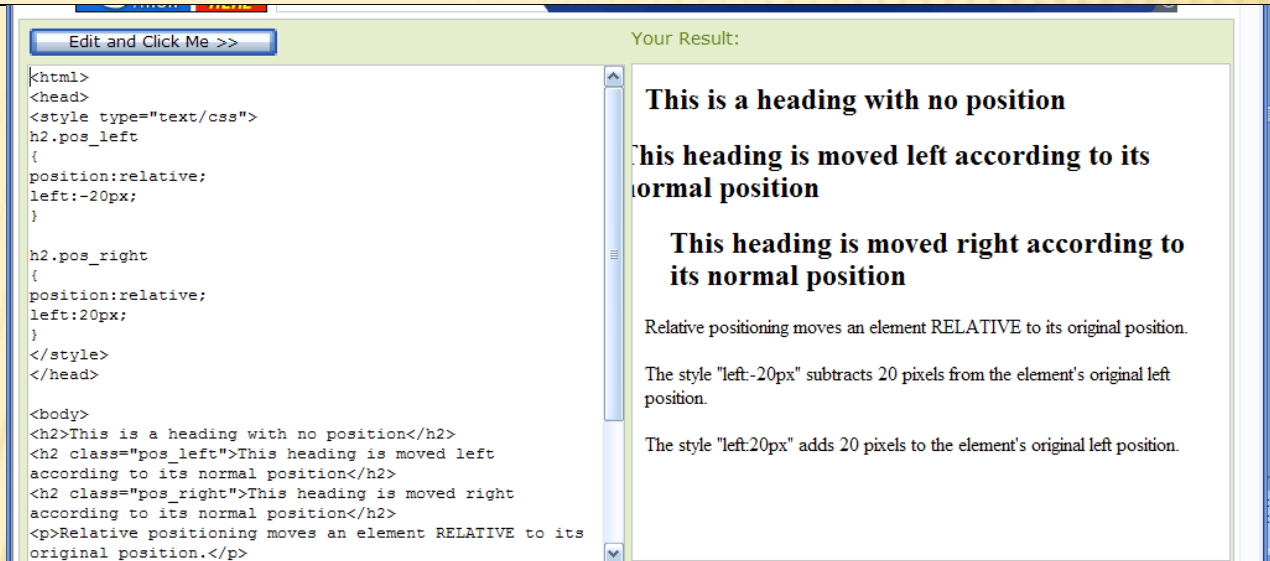 Edit and Click Me >>
<html>
<head>
<style type="text/css">
h2.pos_left
{
position:relative;
left:-20px;
}

h2.pos_right
{
position:relative;
left:20px;
}
</style>
</head>

<body>
<h2>This is a heading with no position</h2>
<h2 class="pos_left">This heading is moved left
according to its normal position</h2>
<h2 class="pos_right">This heading is moved right
according to its normal position</h2>
<p>Relative positioning moves an element RELATIVE to its
original position.</p>
Your Result:
This is a heading with no position
This heading is moved left according to its
normal position
This heading is moved right according to
its normal position
Relative positioning moves an element RELATIVE to its original position.
The style "left:-20px" subtracts 20 pixels from the element's original left
position.
The style "left:20px" adds 20 pixels to the element's original left position.